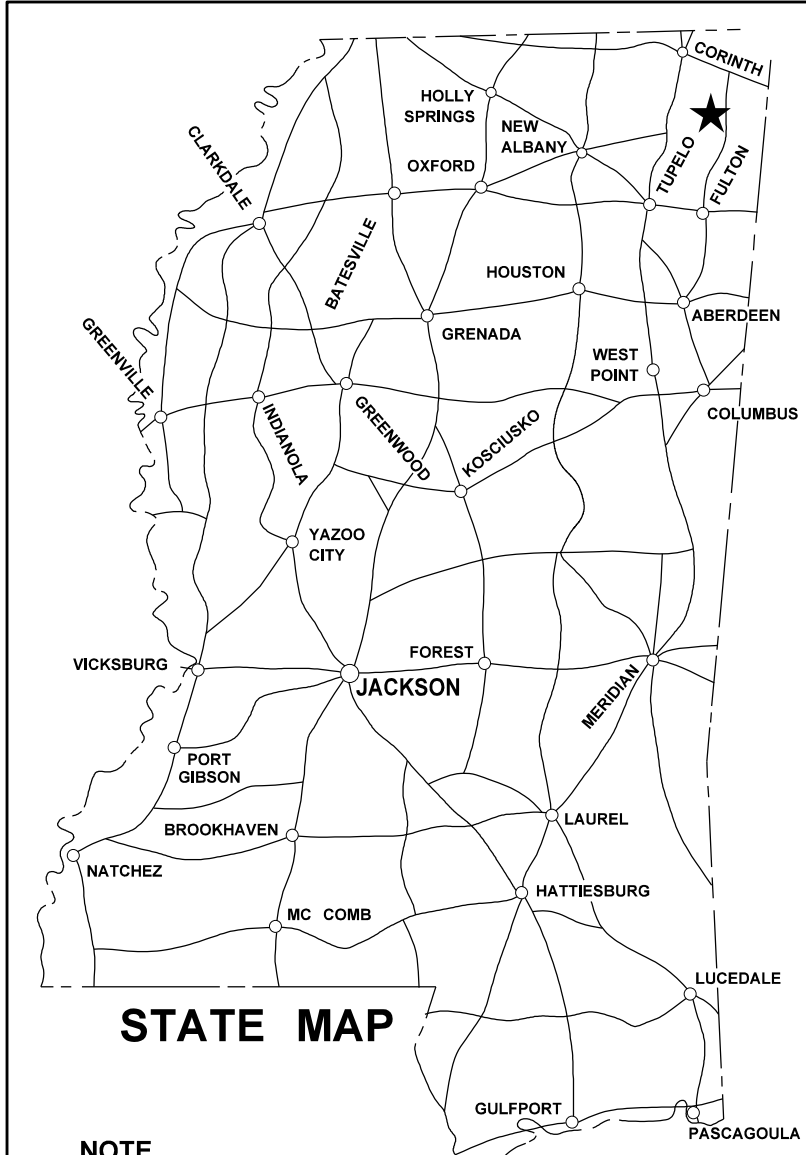 CORINTH
HOLLY
SPRINGS
NEW
ALBANY
CLARKDALE
OXFORD
TUPELO
FULTON
BATESVILLE
HOUSTON
ABERDEEN
GRENADA
GREENVILLE
WEST
POINT
COLUMBUS
INDIANOLA
GREENWOOD
KOSCIUSKO
YAZOO
CITY
VICKSBURG
FOREST
JACKSON
MERIDIAN
PORT
GIBSON
BROOKHAVEN
LAUREL
NATCHEZ
HATTIESBURG
MC COMB
LUCEDALE
STATE MAP
GULFPORT
PASCAGOULA
NOTE